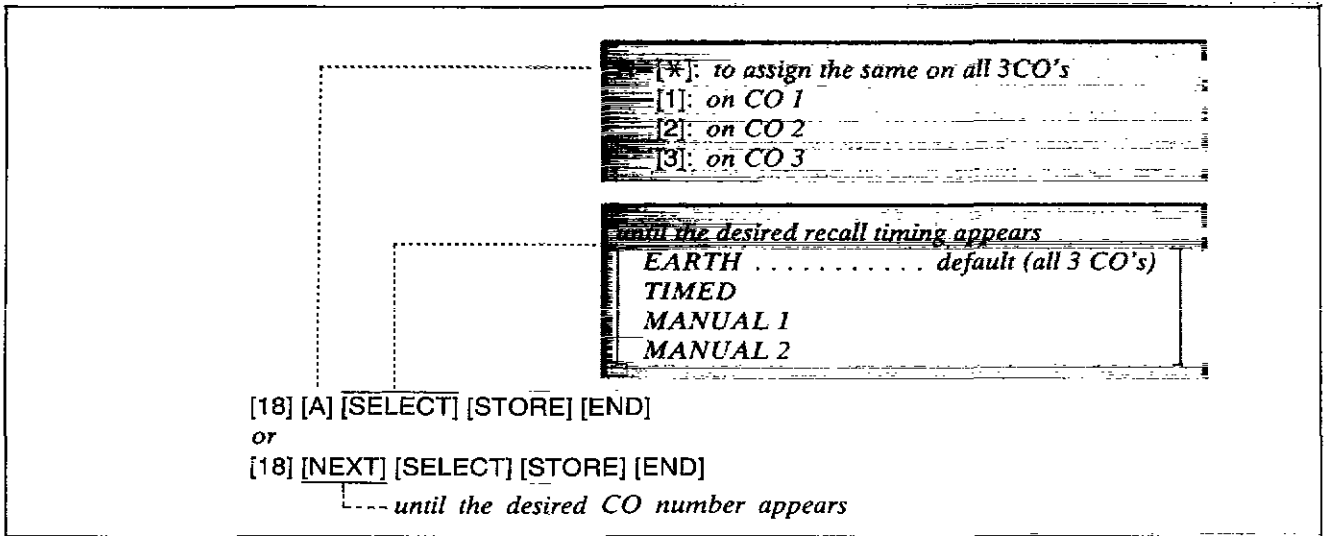 [*]: to assign the same on all 3CO's
[1]: on CO 1
[2]: on CO 2
[3]: on CO 3
until the desired recall timing appears
EARTH ............ default (all 3 CO's)
TIMED
MANUAL 1
MANUAL 2
[18] [A] [SELECT] [STORE] [END]
or
[18] [NEXT] [SELECT] [STORE] [END]
until the desired CO number appears